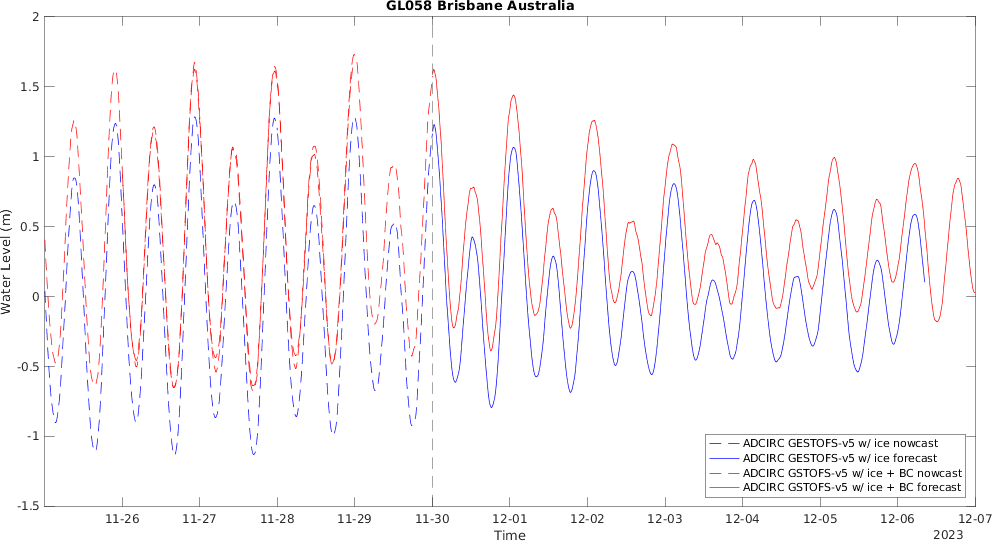 GL058 Brisbane Australia
2
1.5
1
0.5
0
-0.5
-1
-1.5
Water Level (m)
11-26 11-27 11-28 11-29 11-30 12-01 12-02 12-03 12-04 12-05 12-06 12-07
Time
2023
ADCIRC GESTOFS-v5 w/ ice nowcast
ADCIRC GESTOFS-v5 w/ ice forecast
ADCIRC GSTOFS-v5 w/ ice + BC nowcast
ADCIRC GSTOFS-v5 w/ ice + BC forecast